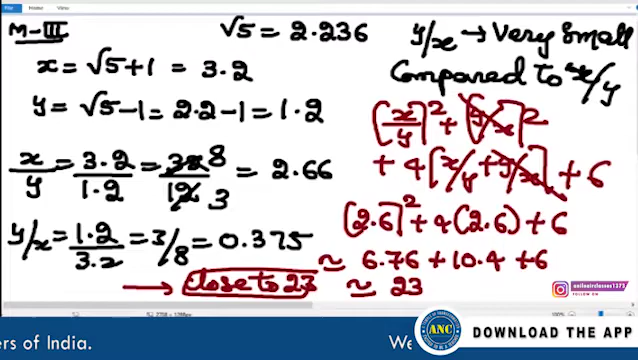 M-III
√5 = 2.236
x = √5+1 = 3.2
y = √5-1 = 2.2-1 = 1.2
x/y = 3.2/1.2 = 32/12 8/3 = 2.66
y/x = 1.2/3.2 = 3/8 = 0.375
y/x → Very Small
Compared to x/y
[x/y]² + [y/x]²
+ 4[x/y + y/x] + 6
(2.6)² + 4(2.6) + 6
≈ 6.76 + 10.4 + 6
→ close to 23 ≈ 23
FOLLOW ON
100%
ers of India.
We
ANC
DOWNLOAD THE APP